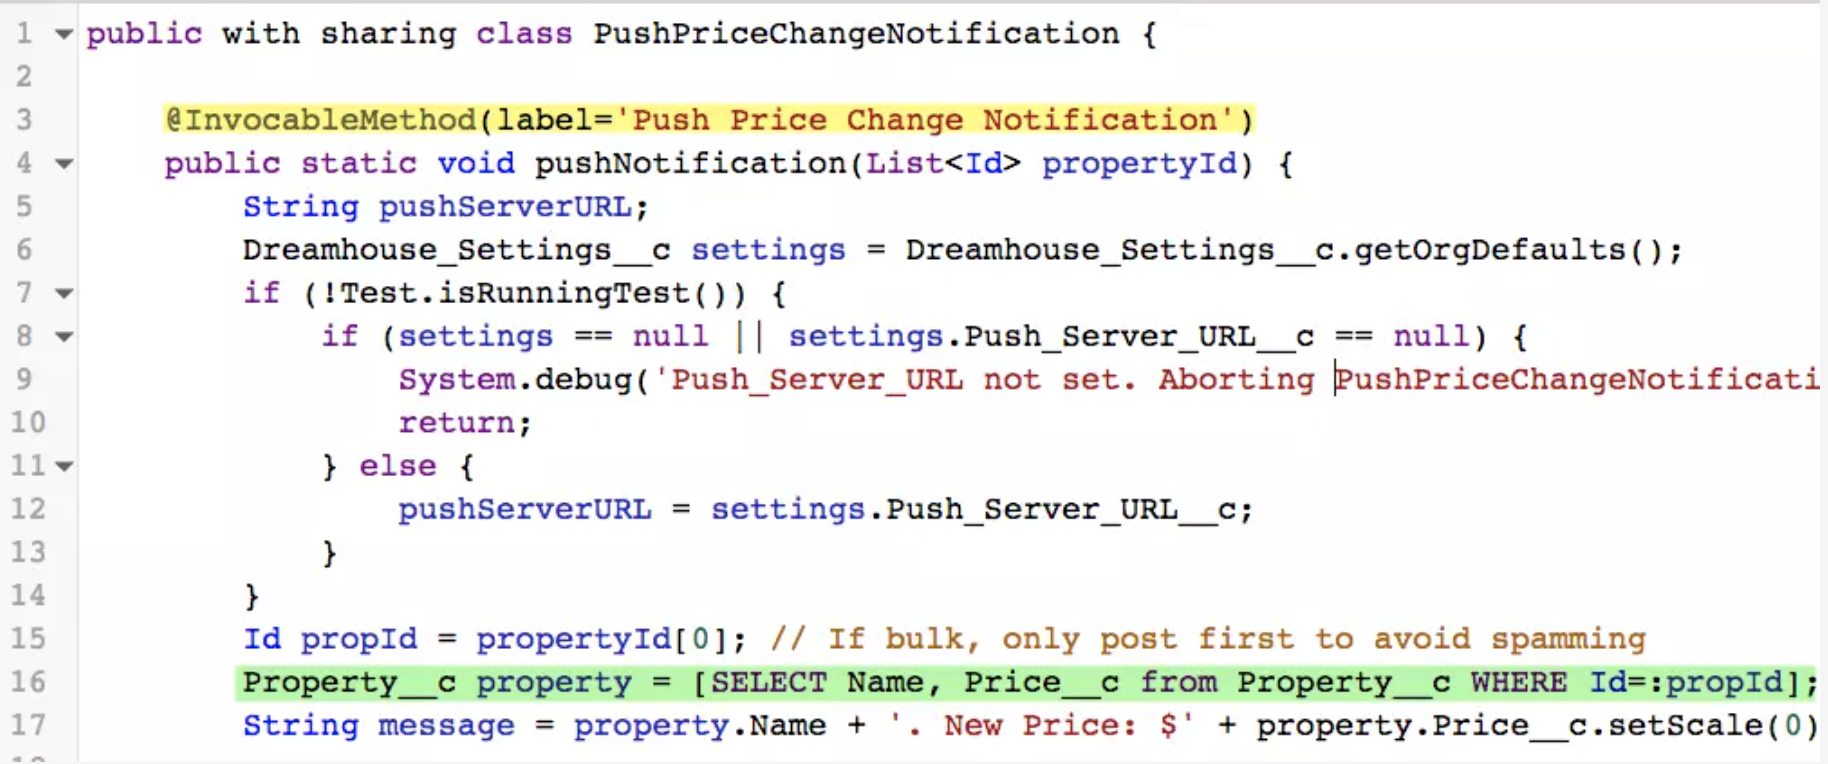 1 public with sharing class PushPriceChangeNotification {
2
3 @InvocableMethod(label='Push Price Change Notification')
4 public static void pushNotification(List<Id> propertyId) {
5 String pushServerURL;
6 Dreamhouse_Settings__c settings = Dreamhouse_Settings__c.getOrgDefaults();
7 if (!Test.isRunningTest()) {
8 if (settings == null || settings.Push_Server_URL__c == null) {
9 System.debug('Push_Server_URL not set. Aborting PushPriceChangeNotificati
10 return;
11 } else {
12 pushServerURL = settings.Push_Server_URL__c;
13 }
14 }
15 Id propId = propertyId[0]; // If bulk, only post first to avoid spamming
16 Property__c property = [SELECT Name, Price__c from Property__c WHERE Id=:propId];
17 String message = property.Name + '. New Price: $' + property.Price__c.setScale(0)